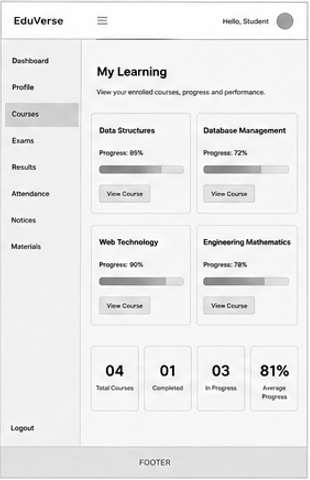 EduVerse
Hello, Student
Dashboard
Profile
Courses
Exams
Results
Attendance
Notices
Materials
Logout
My Learning
View your enrolled courses, progress and performance.
Data Structures
Progress: 85%
View Course
Database Management
Progress: 72%
View Course
Web Technology
Progress: 90%
View Course
Engineering Mathematics
Progress: 78%
View Course
04
Total Courses
01
Completed
03
In Progress
81%
Average
Progress
FOOTER